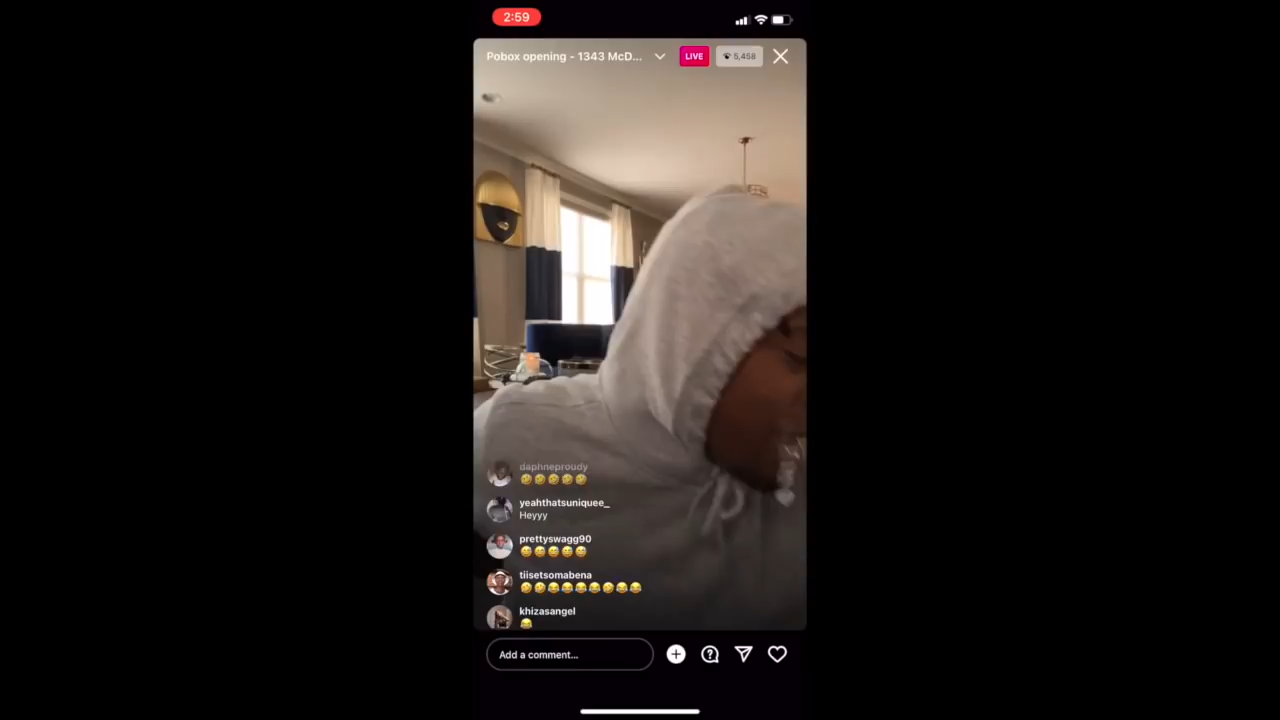 2:59
Pobox opening - 1343 McD...
LIVE
5,458
daphneproudy
🤣🤣🤣🤣🤣
yeahthatsuniquee_
Heyyy
prettyswagg90
😅😅😅😅😅
tiisetsomabena
🤣🤣😂😂😂😂🤣😂😂
khizasangel
😂
Add a comment...